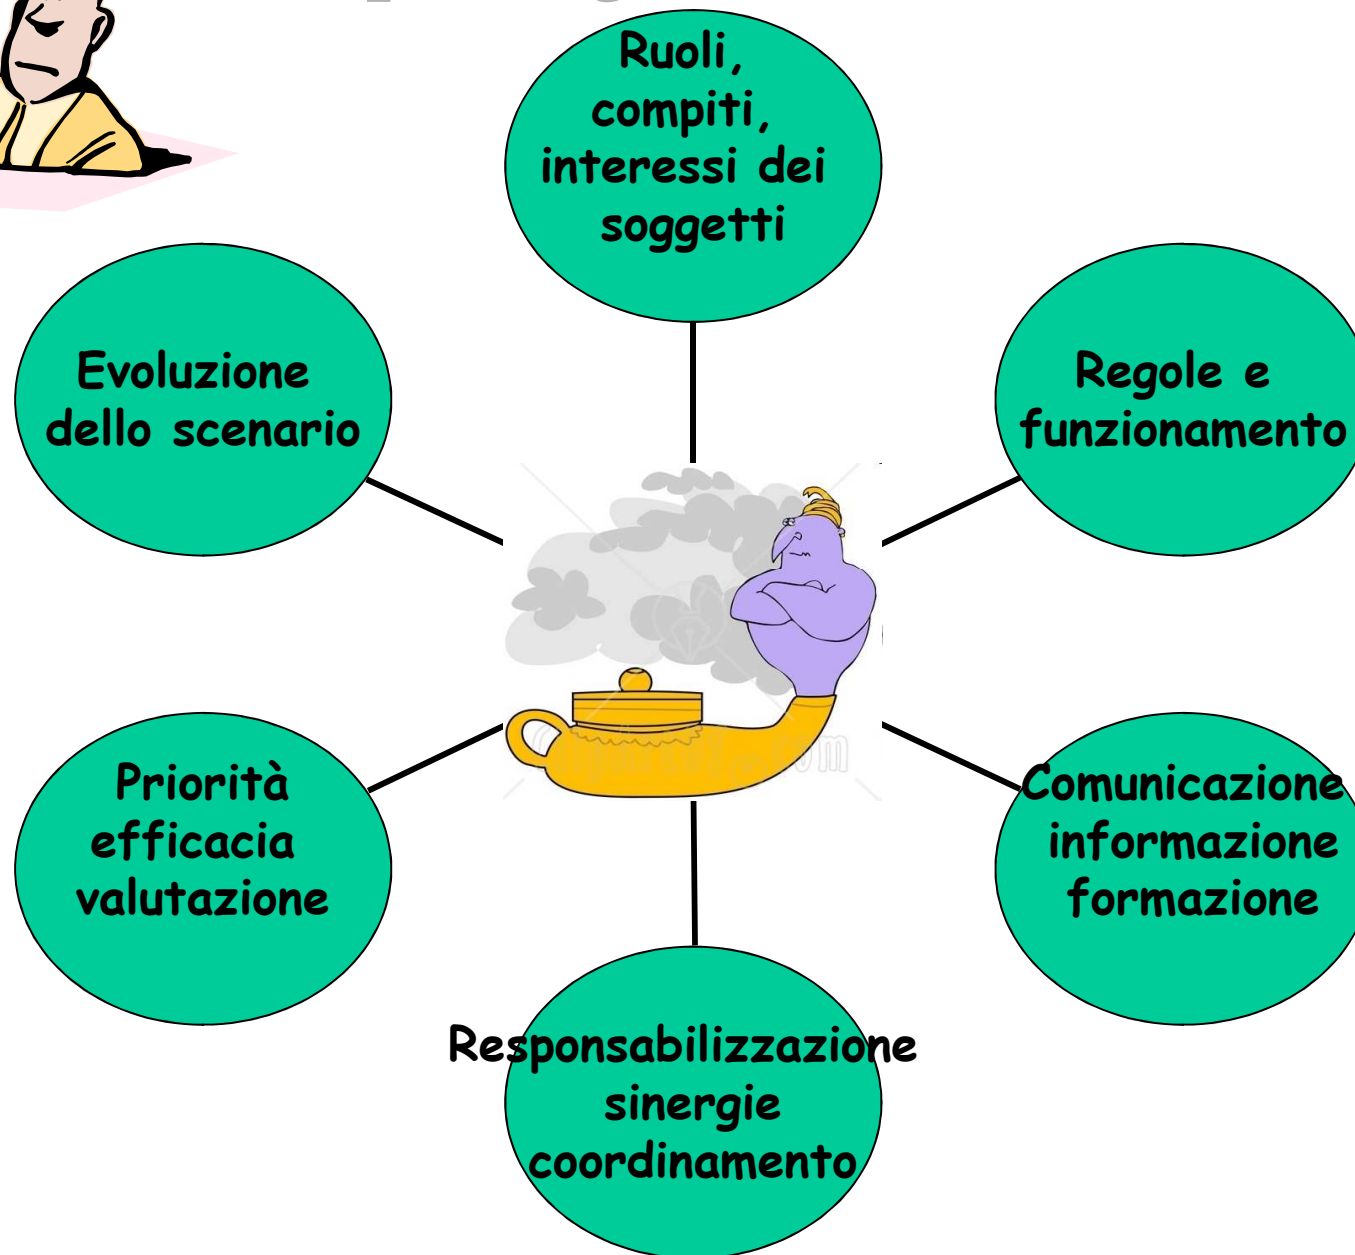 Ruoli,
compiti,
interessi dei
soggetti
Evoluzione
dello scenario
Regole e
funzionamento
Priorità
efficacia
valutazione
Comunicazione
informazione
formazione
Responsabilizzazione
sinergie
coordinamento